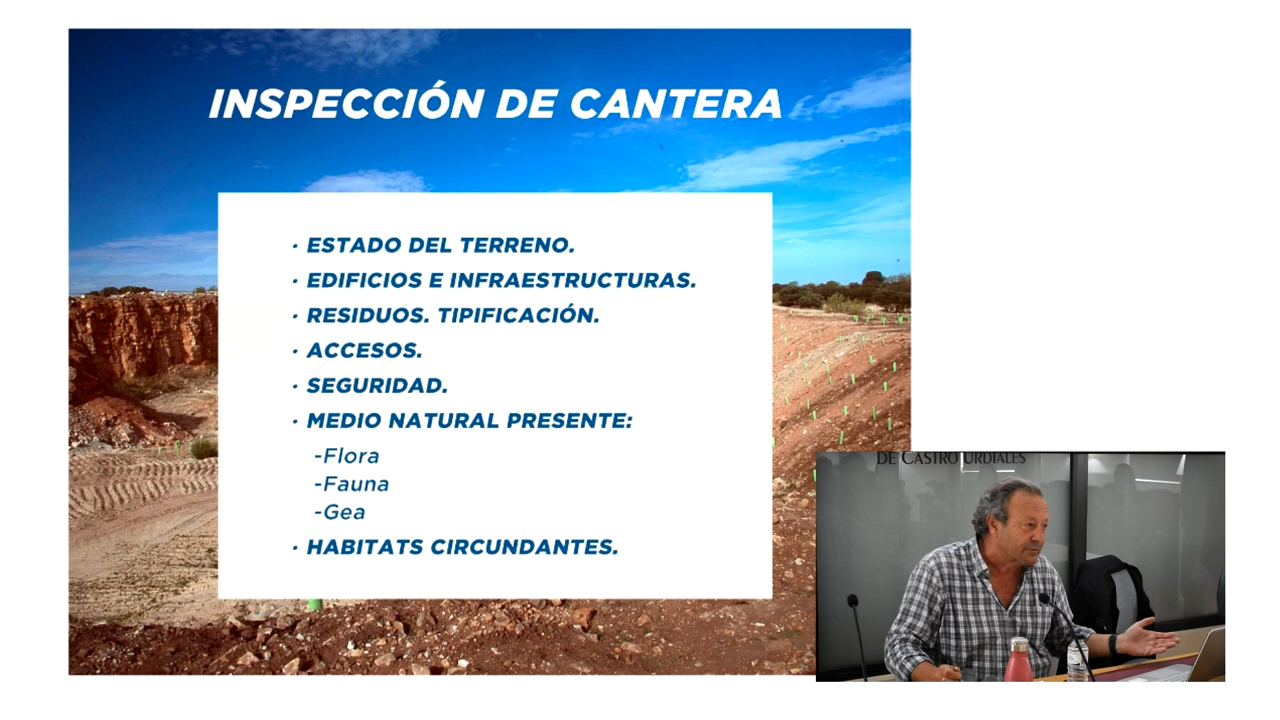 INSPECCIÓN DE CANTERA
· ESTADO DEL TERRENO.
· EDIFICIOS E INFRAESTRUCTURAS.
· RESIDUOS. TIPIFICACIÓN.
· ACCESOS.
· SEGURIDAD.
· MEDIO NATURAL PRESENTE:
-Flora
-Fauna
-Gea
· HABITATS CIRCUNDANTES.
DE CASTRO URDIALES